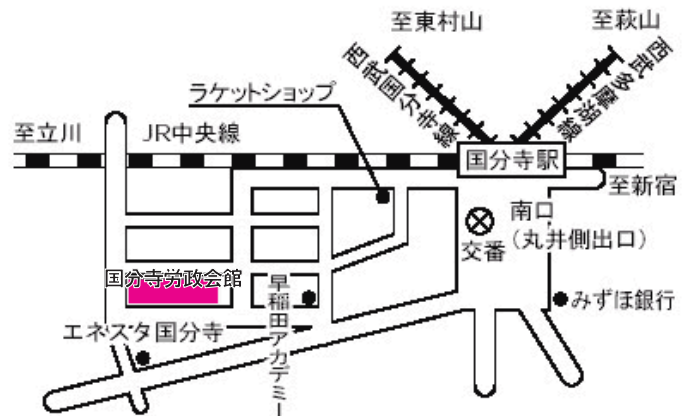 至東村山
至萩山
西武国分寺線
西武多摩湖線
ラケットショップ
至立川
JR中央線
国分寺駅
至新宿
南口
(丸井側出口)
交番
国分寺労政会館
早稲田アカデミー
みずほ銀行
エネスタ国分寺